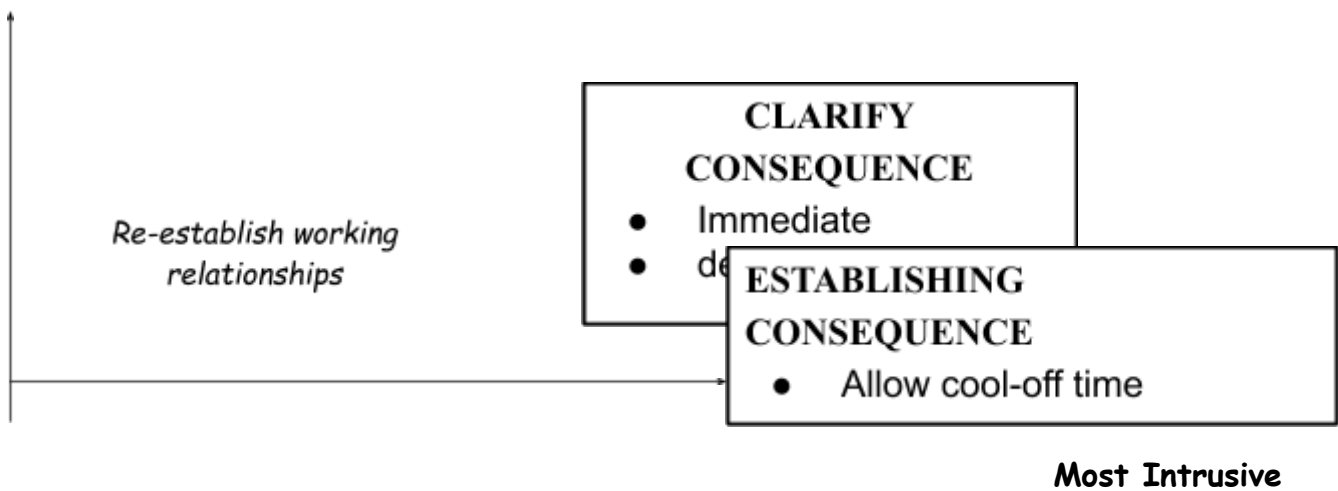 CLARIFY
CONSEQUENCE
● Immediate
●
Re-establish working
relationships
ESTABLISHING
CONSEQUENCE
● Allow cool-off time
Most Intrusive